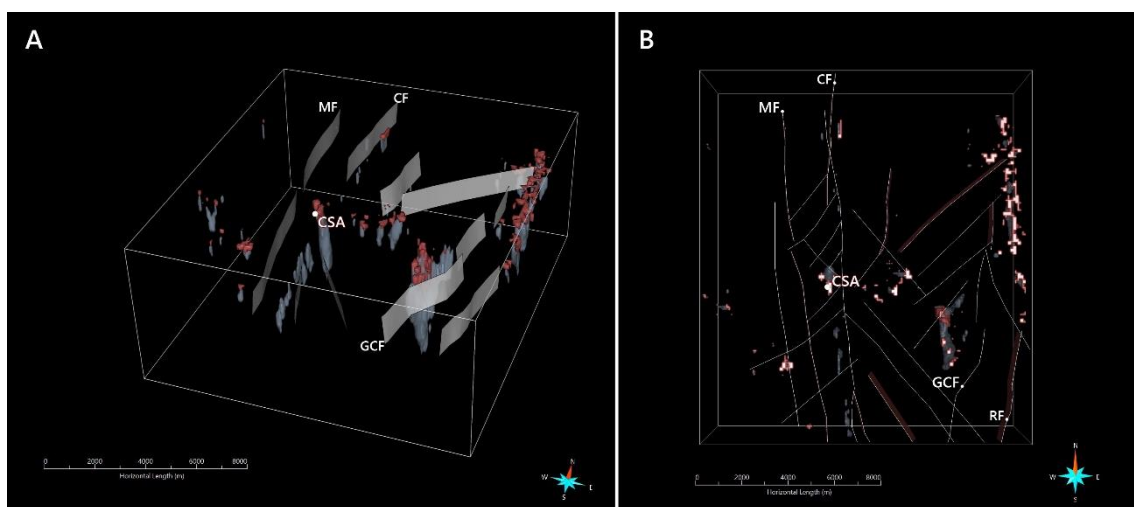 A
MF
CF
CSA
GCF
0 2000 4000 6000 8000
Horizontal Length (m)
N
W
E
S
B
CF
MF
CSA
GCF
RF
0 2000 4000 6000 8000
Horizontal Length (m)
N
W
E
S